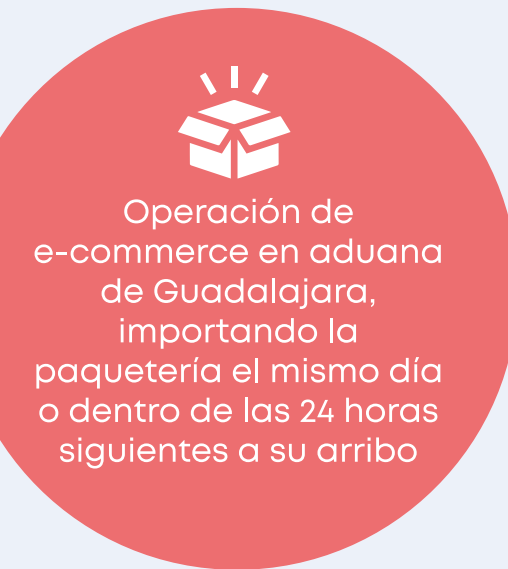 Operación de
e-commerce en aduana
de Guadalajara,
importando la
paquetería el mismo día
o dentro de las 24 horas
siguientes a su arribo